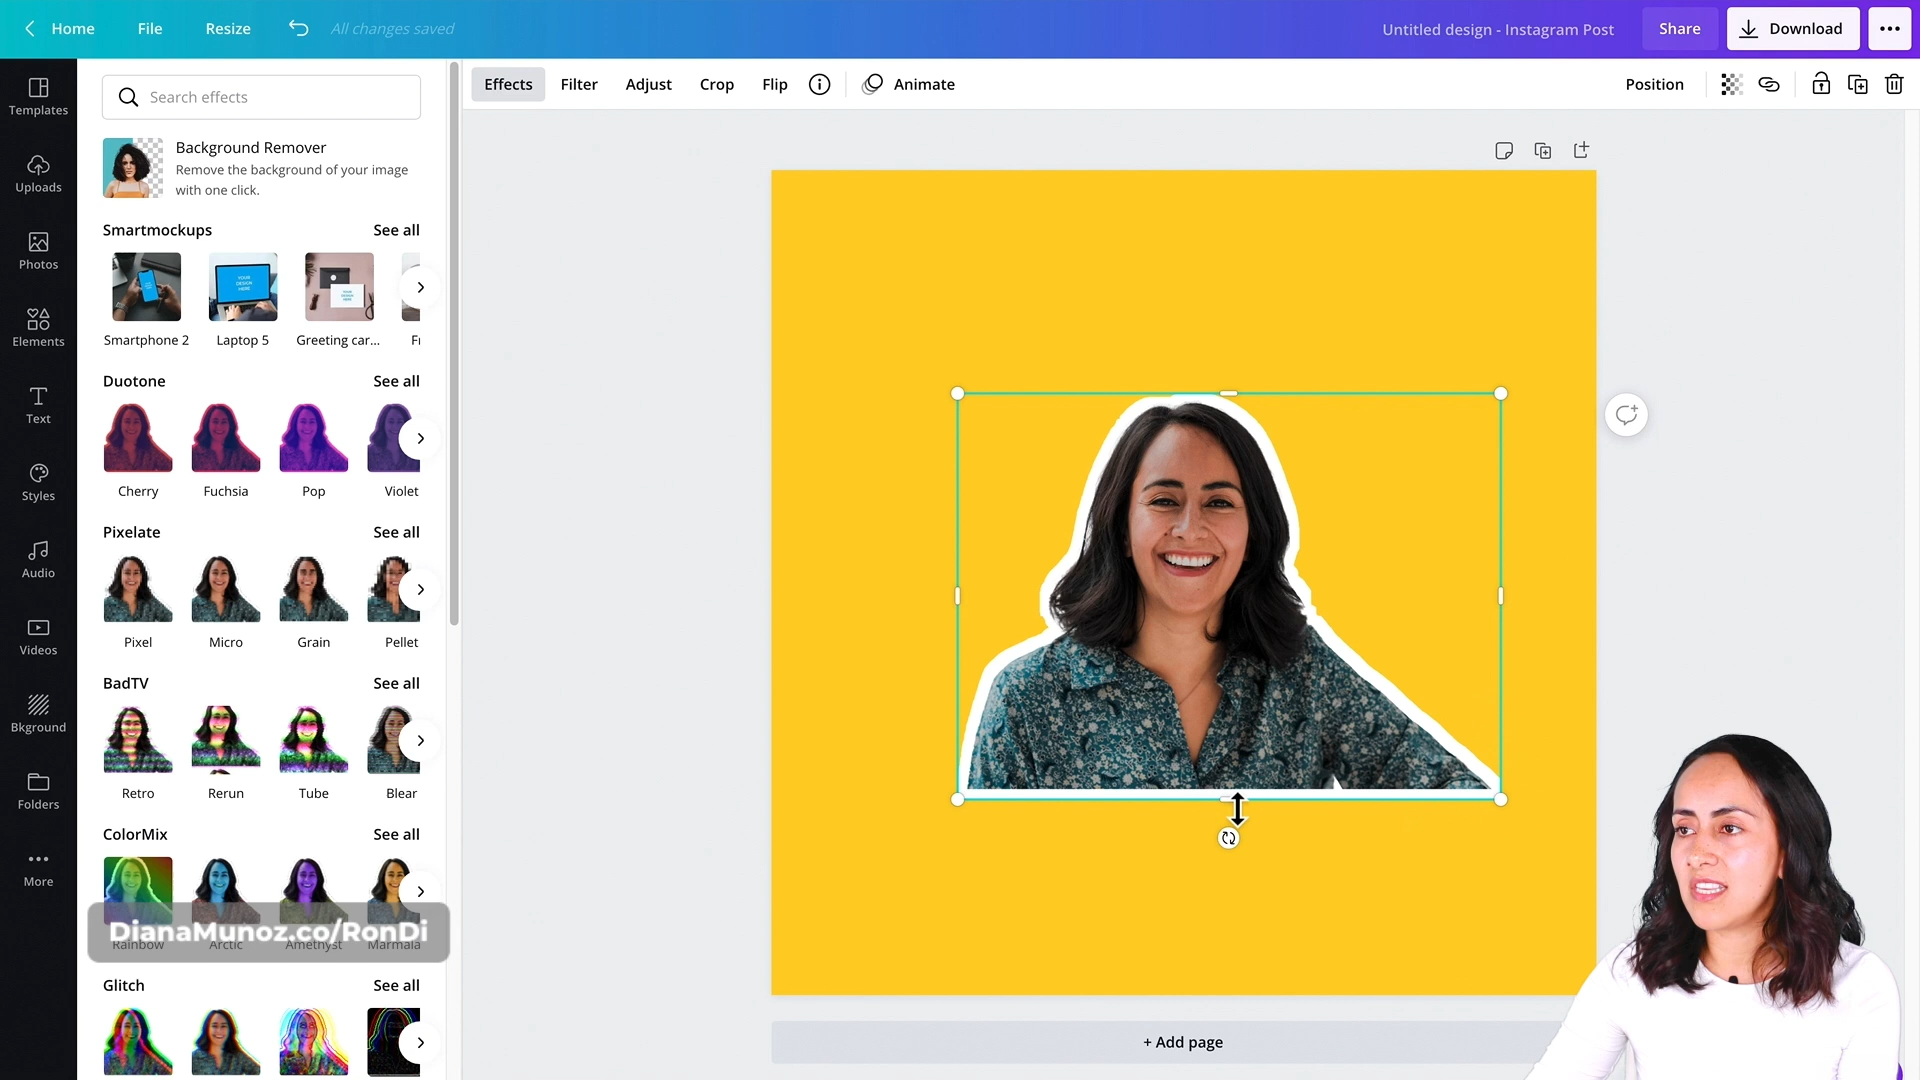 Home
File
Resize
All changes saved
Untitled design - Instagram Post
Share
Download
Templates
Uploads
Photos
Elements
Text
Styles
Audio
Videos
Bkground
Folders
More
Search effects
Background Remover
Remove the background of your image
with one click.
Smartmockups
See all
YOUR
DESIGN
HERE
Smartphone 2
Laptop 5
Greeting car...
Duotone
See all
Cherry
Fuchsia
Pop
Violet
Pixelate
See all
Pixel
Micro
Grain
Pellet
BadTV
See all
Retro
Rerun
Tube
Blear
ColorMix
See all
DianaMunoz.co/RonDi
Rainbow
Arctic
Amethyst
Marmala
Glitch
See all
Effects
Filter
Adjust
Crop
Flip
Animate
Position
+ Add page